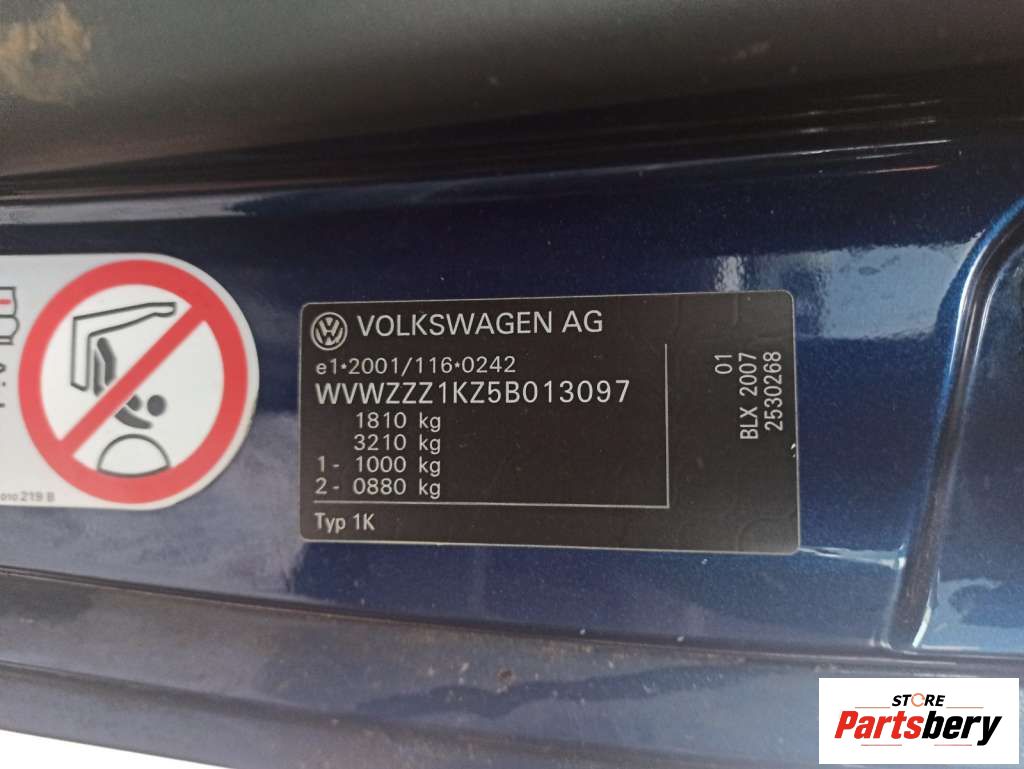 VOLKSWAGEN AG
e1*2001/116*0242
WVWZZZ1KZ5B013097
1810 kg
3210 kg
1- 1000 kg
2- 0880 kg
Typ 1K
01
BLX 2007
2530268
219 B
STORE
Partsbery